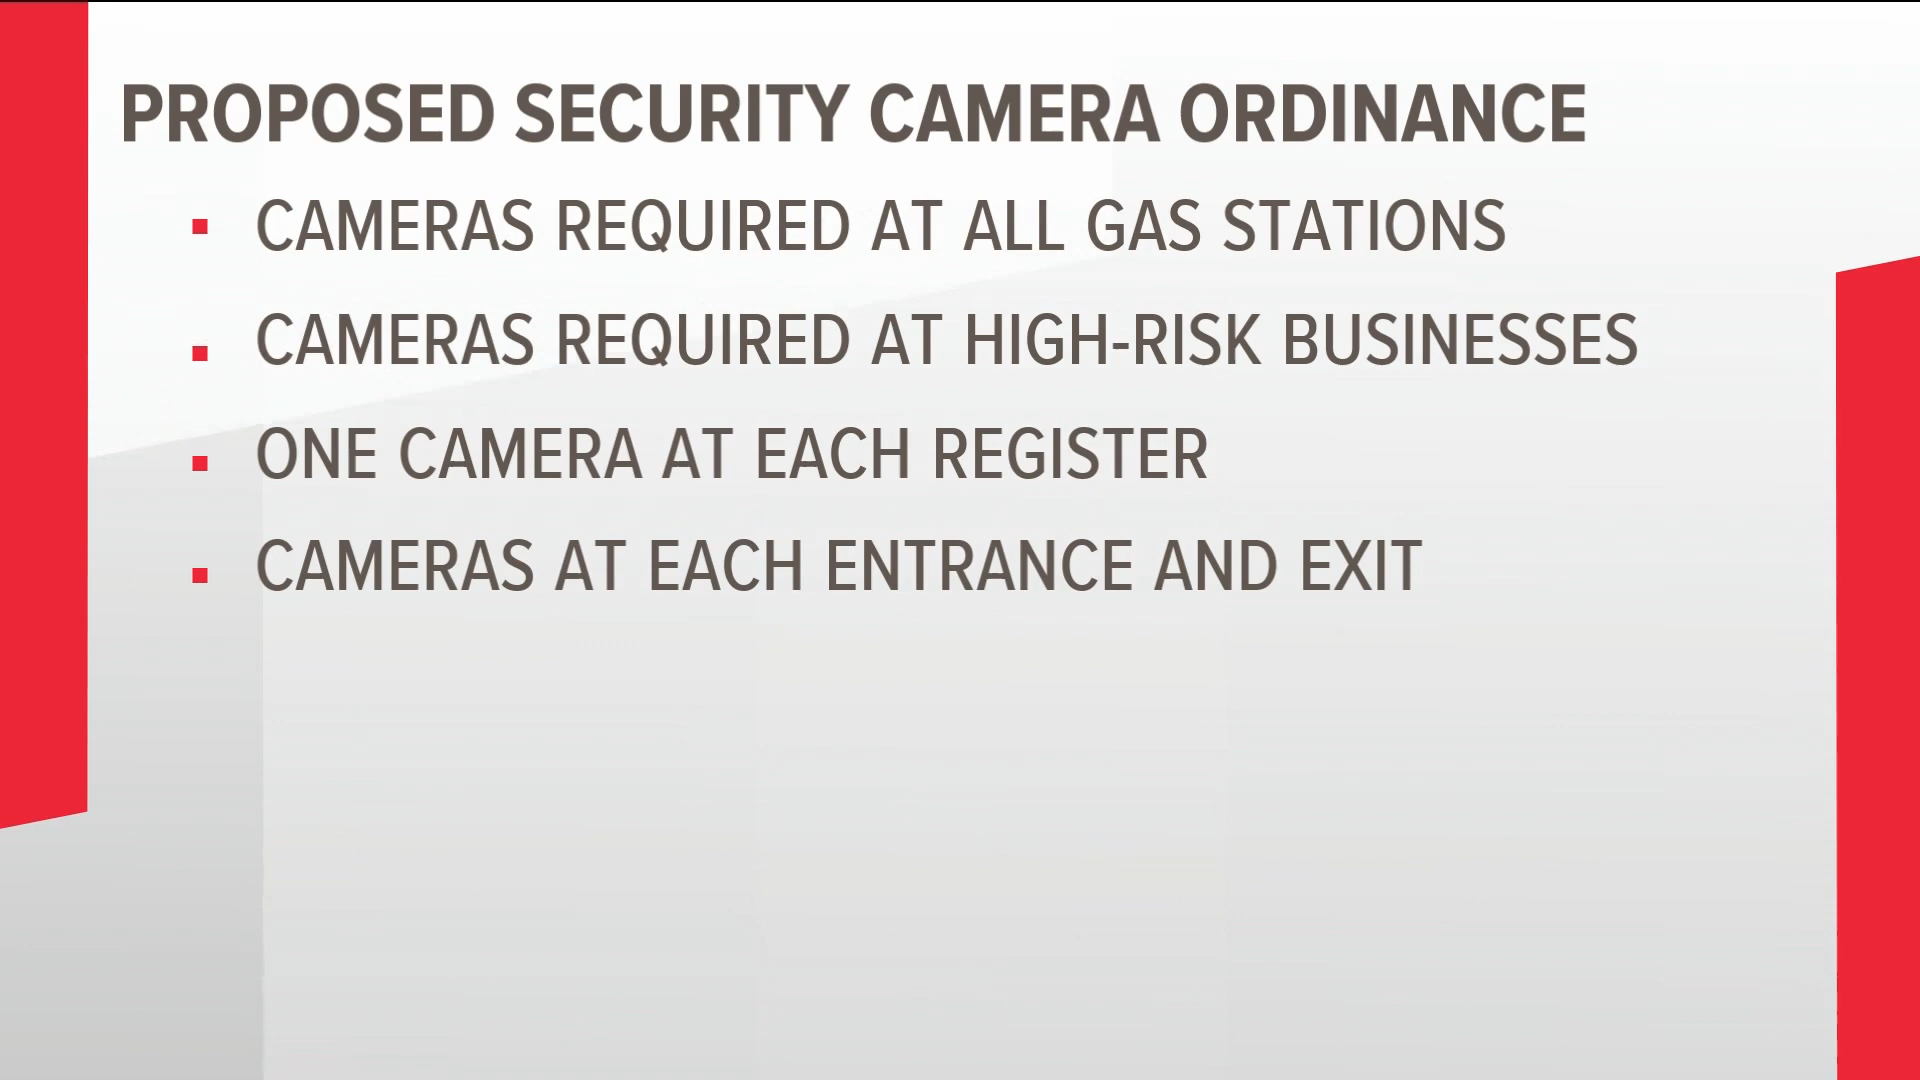 PROPOSED SECURITY CAMERA ORDINANCE
CAMERAS REQUIRED AT ALL GAS STATIONS
CAMERAS REQUIRED AT HIGH-RISK BUSINESSES
ONE CAMERA AT EACH REGISTER
CAMERAS AT EACH ENTRANCE AND EXIT